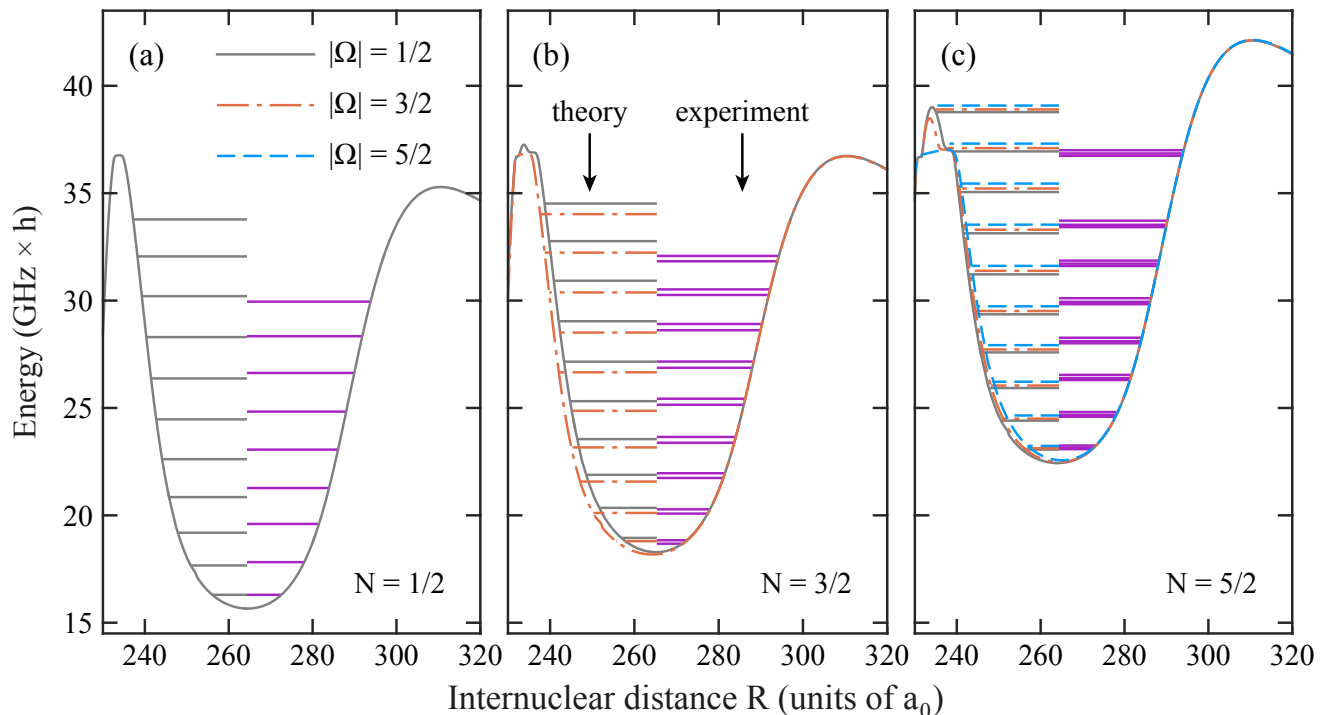 (a)
|Ω| = 1/2
|Ω| = 3/2
|Ω| = 5/2
N = 1/2
(b)
theory
experiment
N = 3/2
(c)
N = 5/2
Energy (GHz × h)
40
35
30
25
20
15
240 260 280 300 320
240 260 280 300 320
240 260 280 300 320
Internuclear distance R (units of a₀)